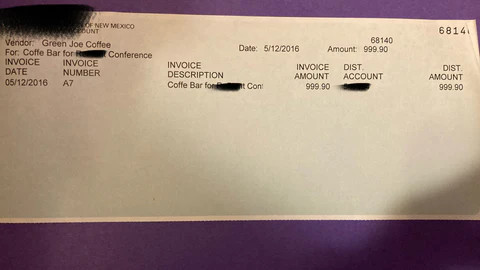 OF NEW MEXICO
COUNT
6814
68140
Vendor: Green Joe Coffee
Date: 5/12/2016 Amount: 999.90
For: Coffe Bar for Conference
INVOICE DATE INVOICE NUMBER INVOICE DESCRIPTION INVOICE AMOUNT DIST. ACCOUNT DIST. AMOUNT
05/12/2016 A7 Coffe Bar for Con 999.90 999.90